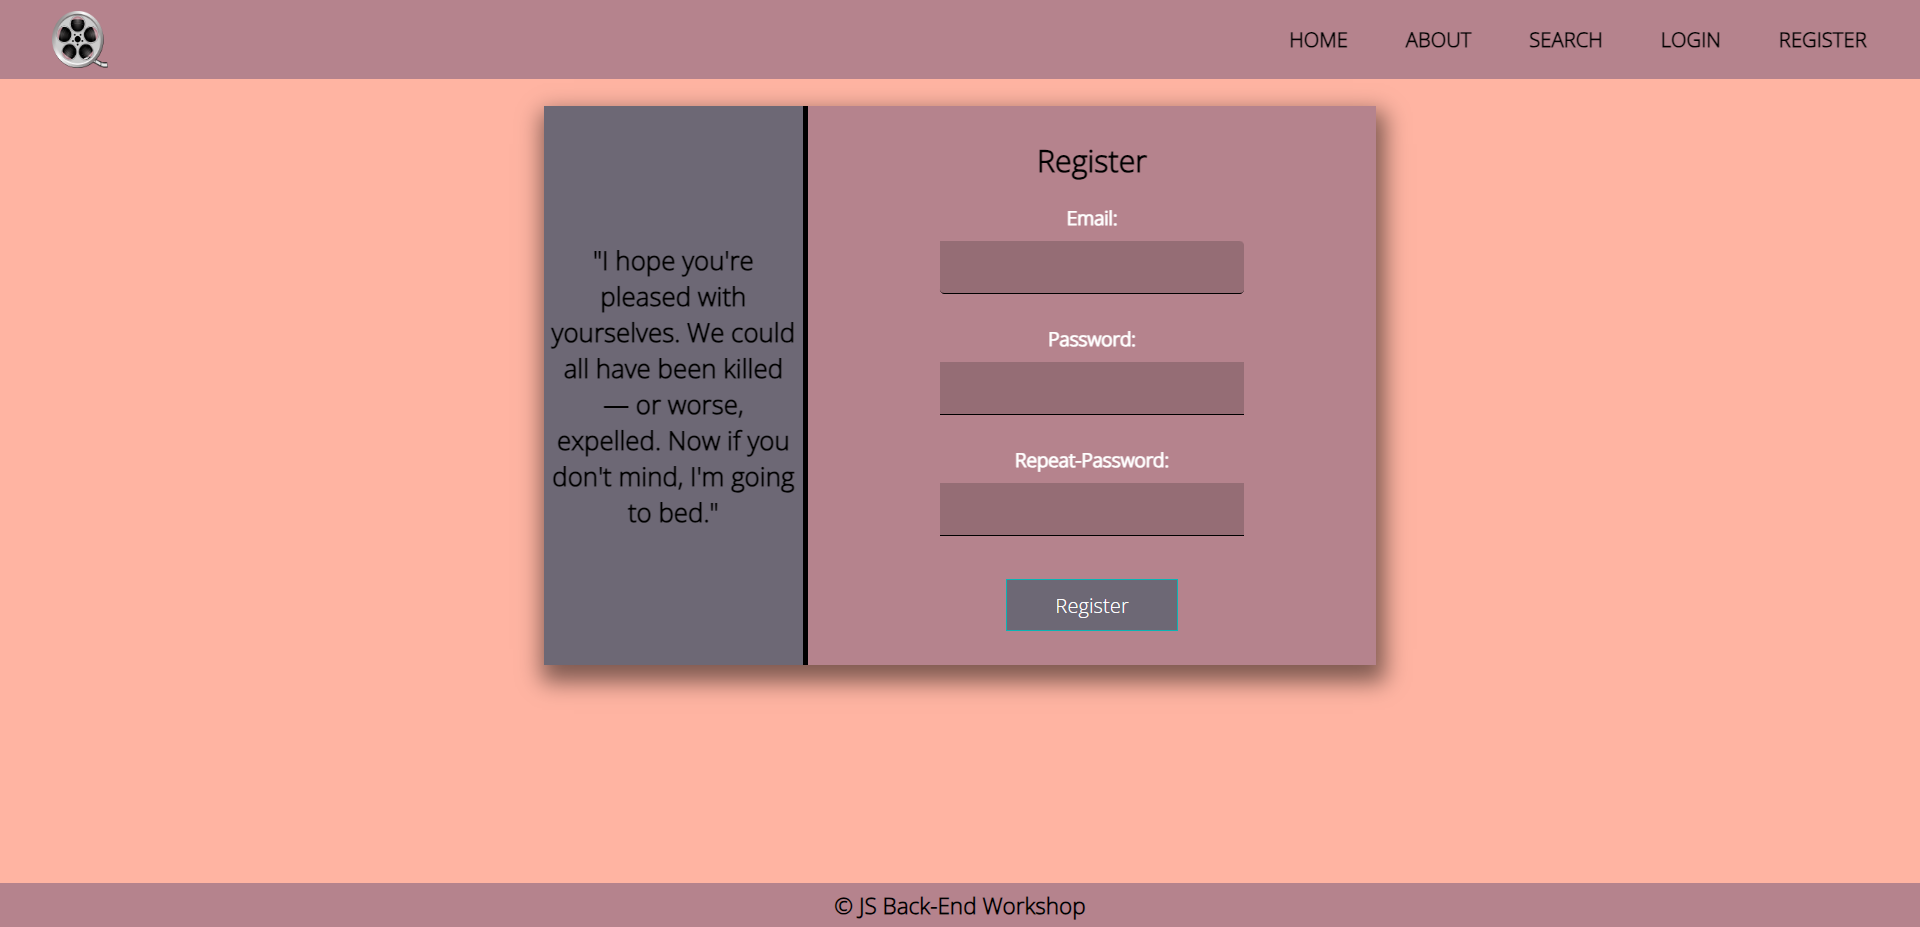 HOME ABOUT SEARCH LOGIN REGISTER
"I hope you're
pleased with
yourselves. We could
all have been killed
— or worse,
expelled. Now if you
don't mind, I'm going
to bed."
Register
Email:
Password:
Repeat-Password:
Register
© JS Back-End Workshop